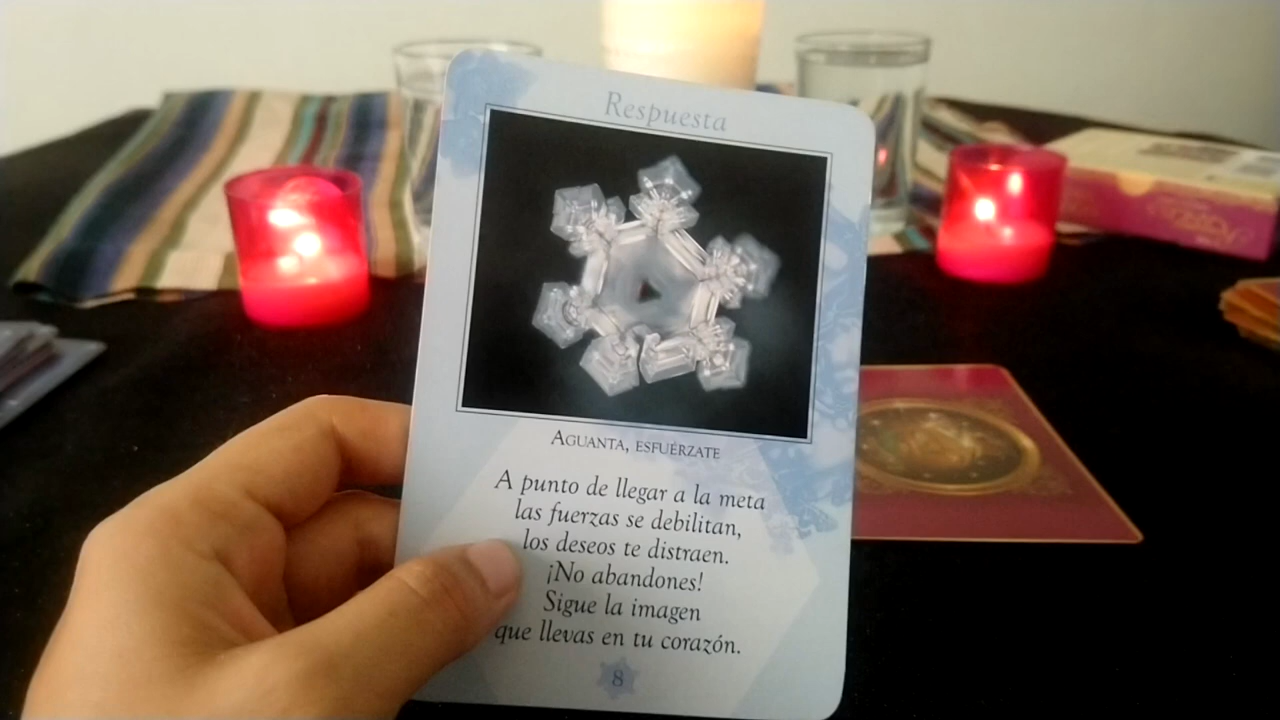 Respuesta
AGUANTA, ESFUÉRZATE
A punto de llegar a la meta
las fuerzas se debilitan,
los deseos te distraen.
¡No abandones!
Sigue la imagen
que llevas en tu corazón.
8